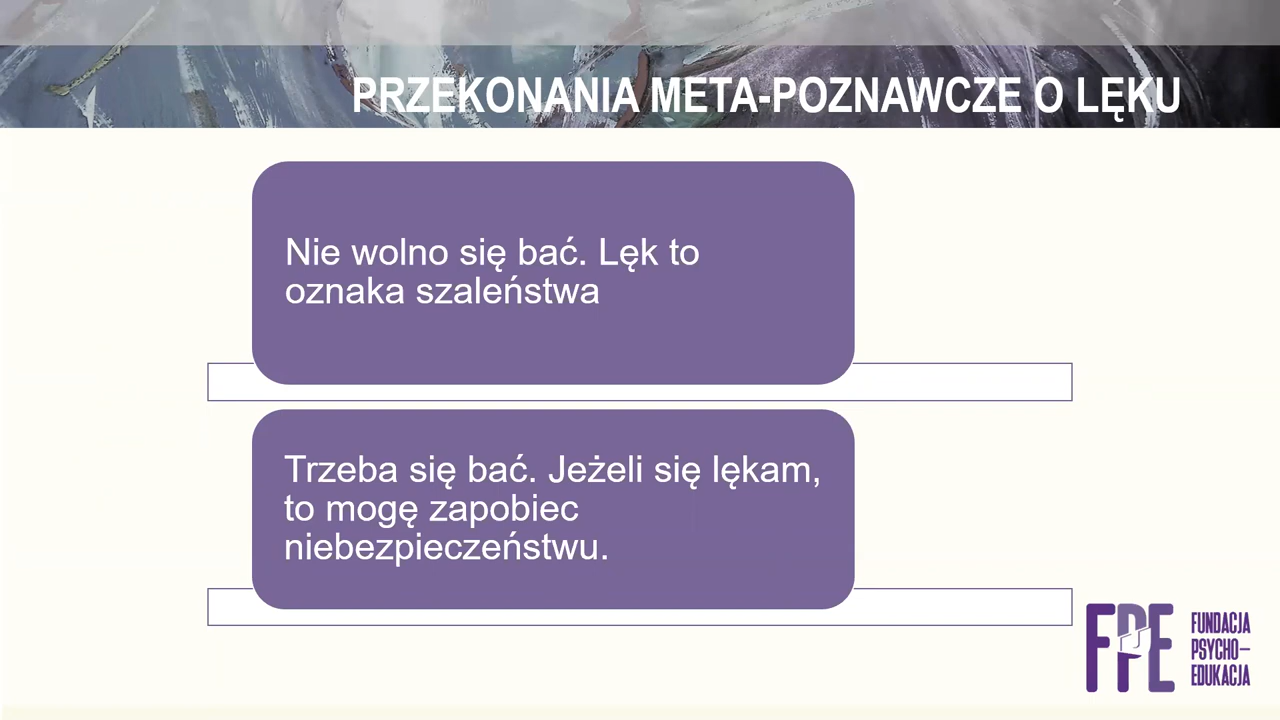 PRZEKONANIA META-POZNAWCZE O LĘKU
Nie wolno się bać. Lęk to
oznaka szaleństwa
Trzeba się bać. Jeżeli się lękam,
to mogę zapobiec
niebezpieczeństwu.
FPE
FUNDACJA
PSYCHO–
EDUKACJA